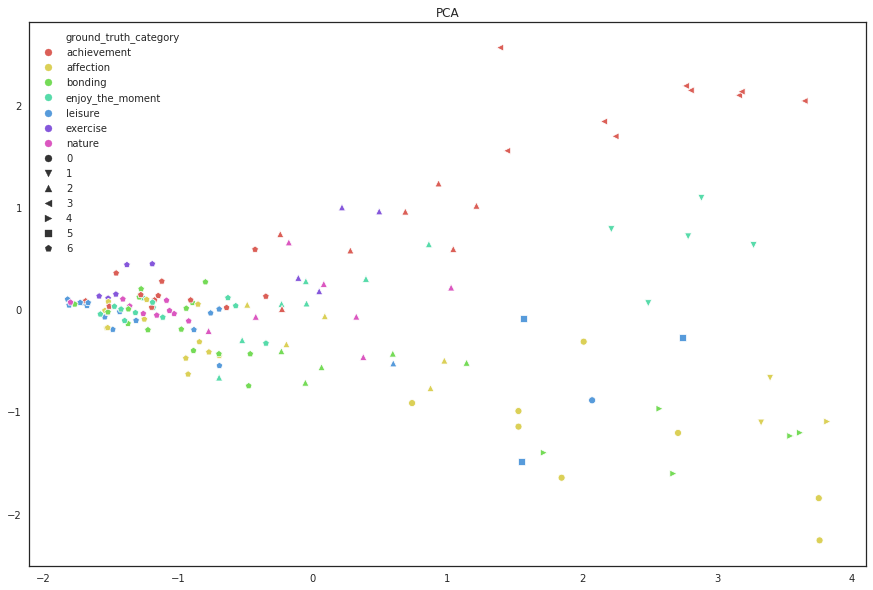 PCA
ground_truth_category
achievement
affection
bonding
enjoy_the_moment
leisure
exercise
nature
0
1
2
3
4
5
6
2
1
0
−1
−2
−2
−1
0
1
2
3
4